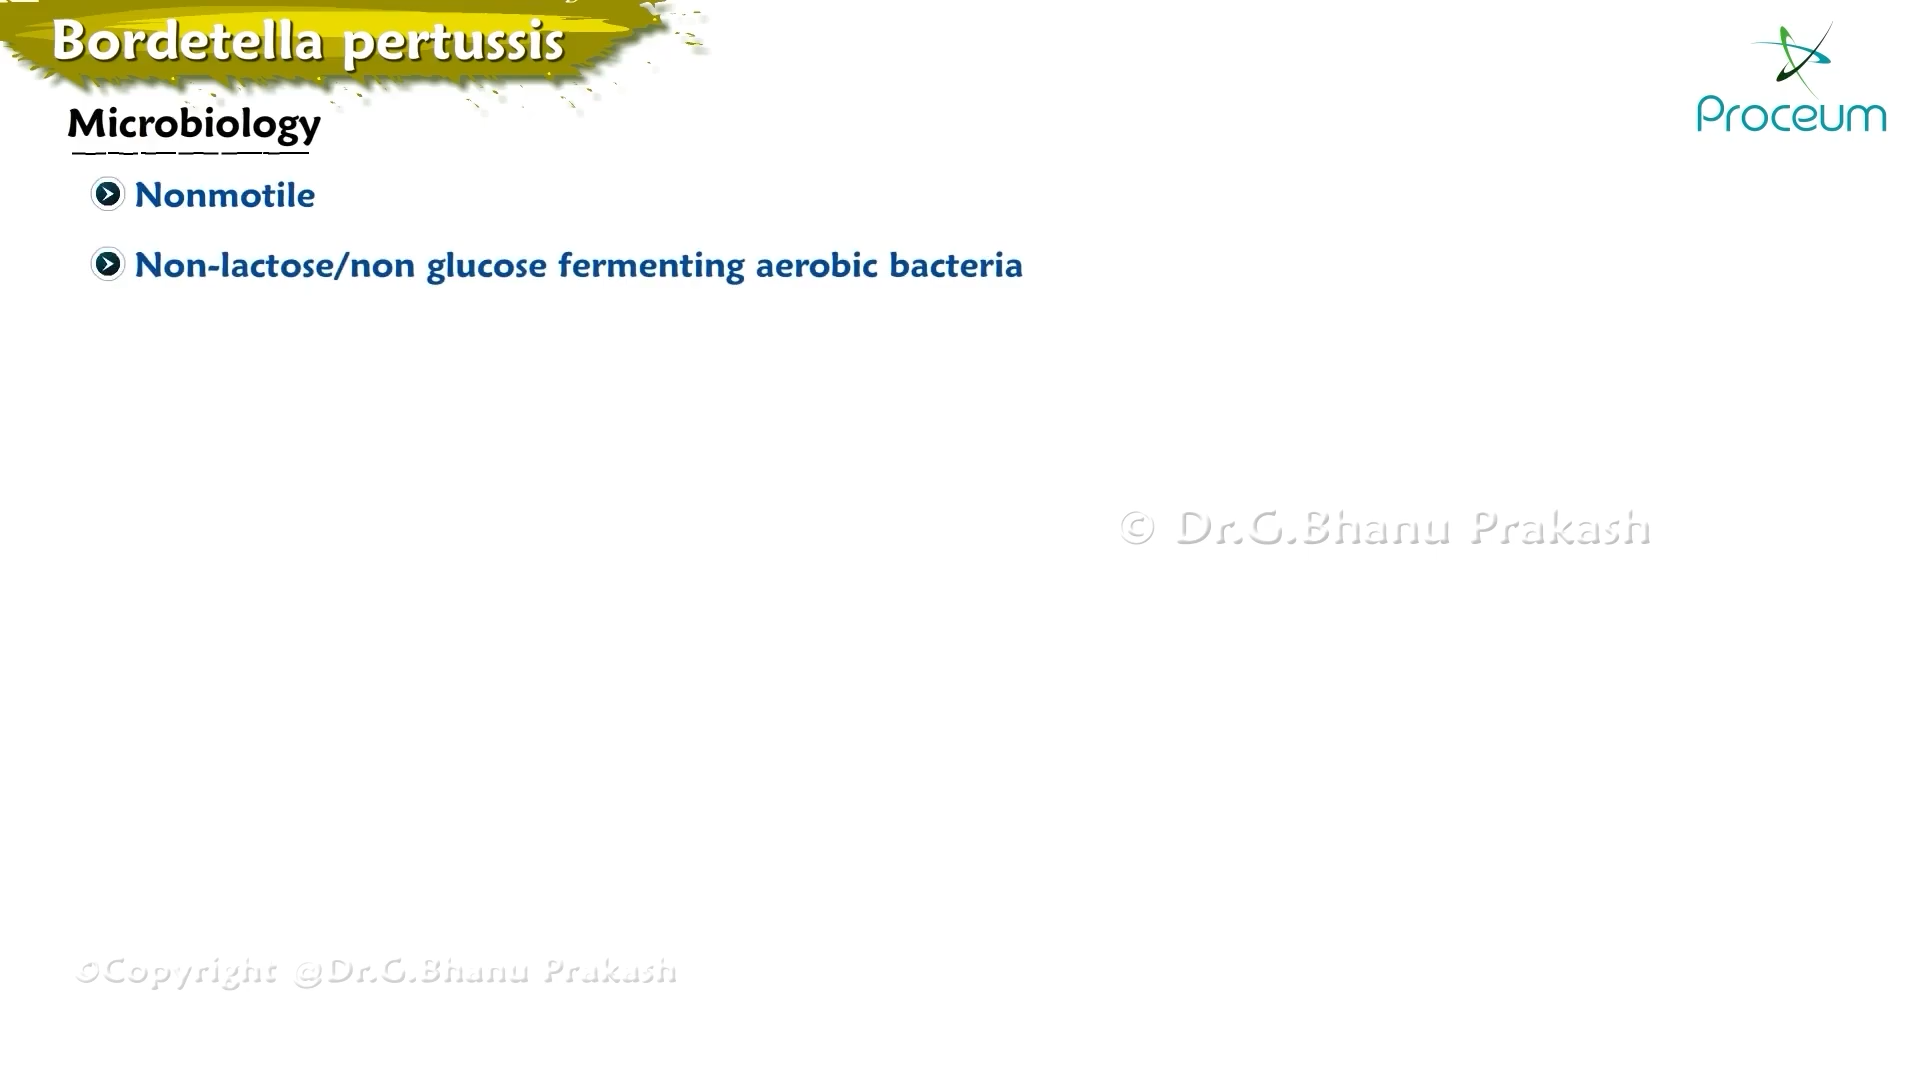 Bordetella pertussis
Proceum
Microbiology
Nonmotile
Non-lactose/non glucose fermenting aerobic bacteria
© Dr.G.Bhanu Prakash
©Copyright @Dr.G.Bhanu Prakash